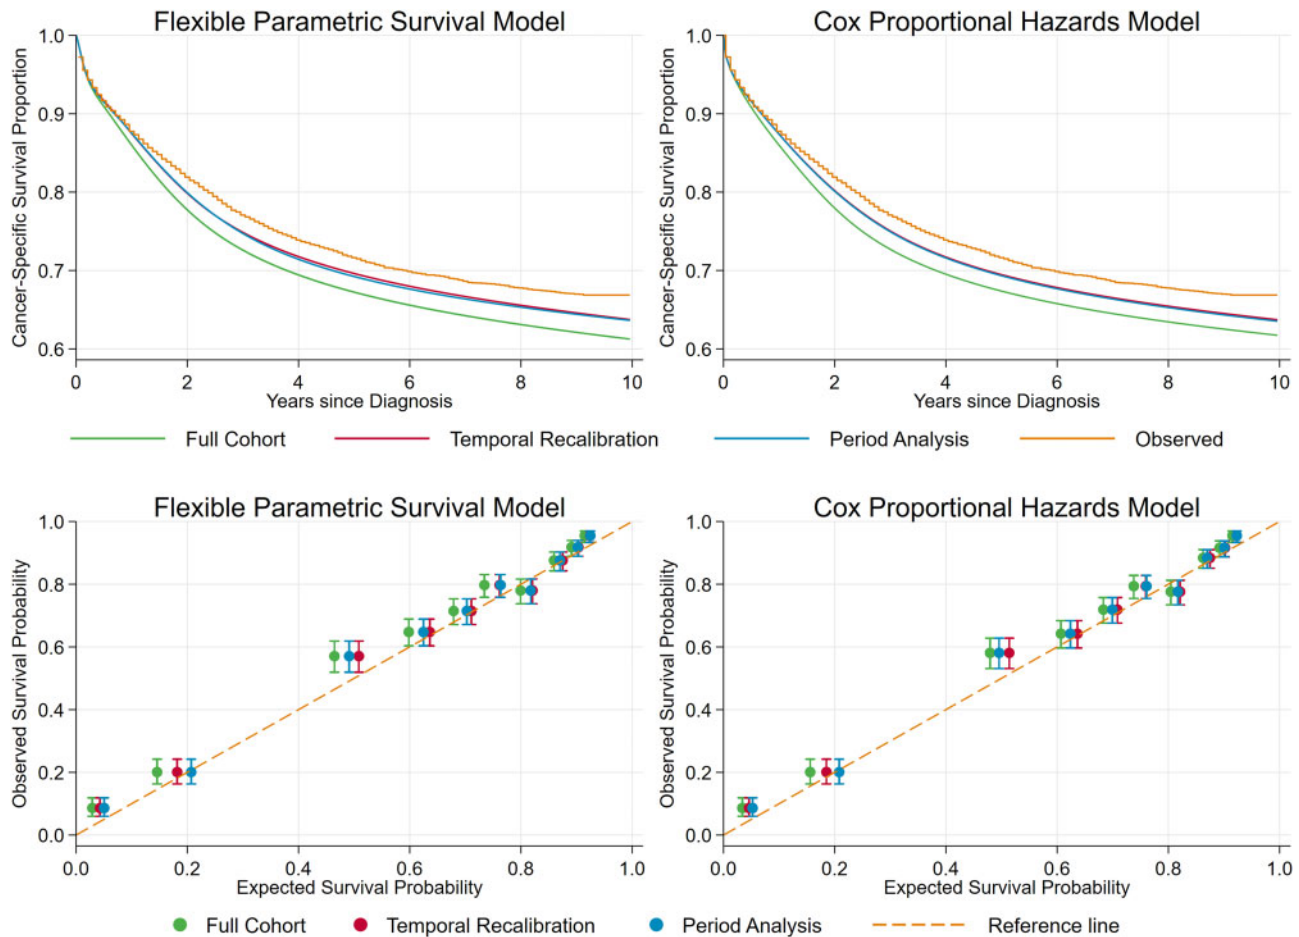 Flexible Parametric Survival Model
Cancer-Specific Survival Proportion
1.0
0.9
0.8
0.7
0.6
0 2 4 6 8 10
Years since Diagnosis
Cox Proportional Hazards Model
Cancer-Specific Survival Proportion
1.0
0.9
0.8
0.7
0.6
0 2 4 6 8 10
Years since Diagnosis
Full Cohort Temporal Recalibration Period Analysis Observed
Flexible Parametric Survival Model
Observed Survival Probability
1.0
0.8
0.6
0.4
0.2
0.0
0.0 0.2 0.4 0.6 0.8 1.0
Expected Survival Probability
Cox Proportional Hazards Model
Observed Survival Probability
1.0
0.8
0.6
0.4
0.2
0.0
0.0 0.2 0.4 0.6 0.8 1.0
Expected Survival Probability
Full Cohort Temporal Recalibration Period Analysis Reference line